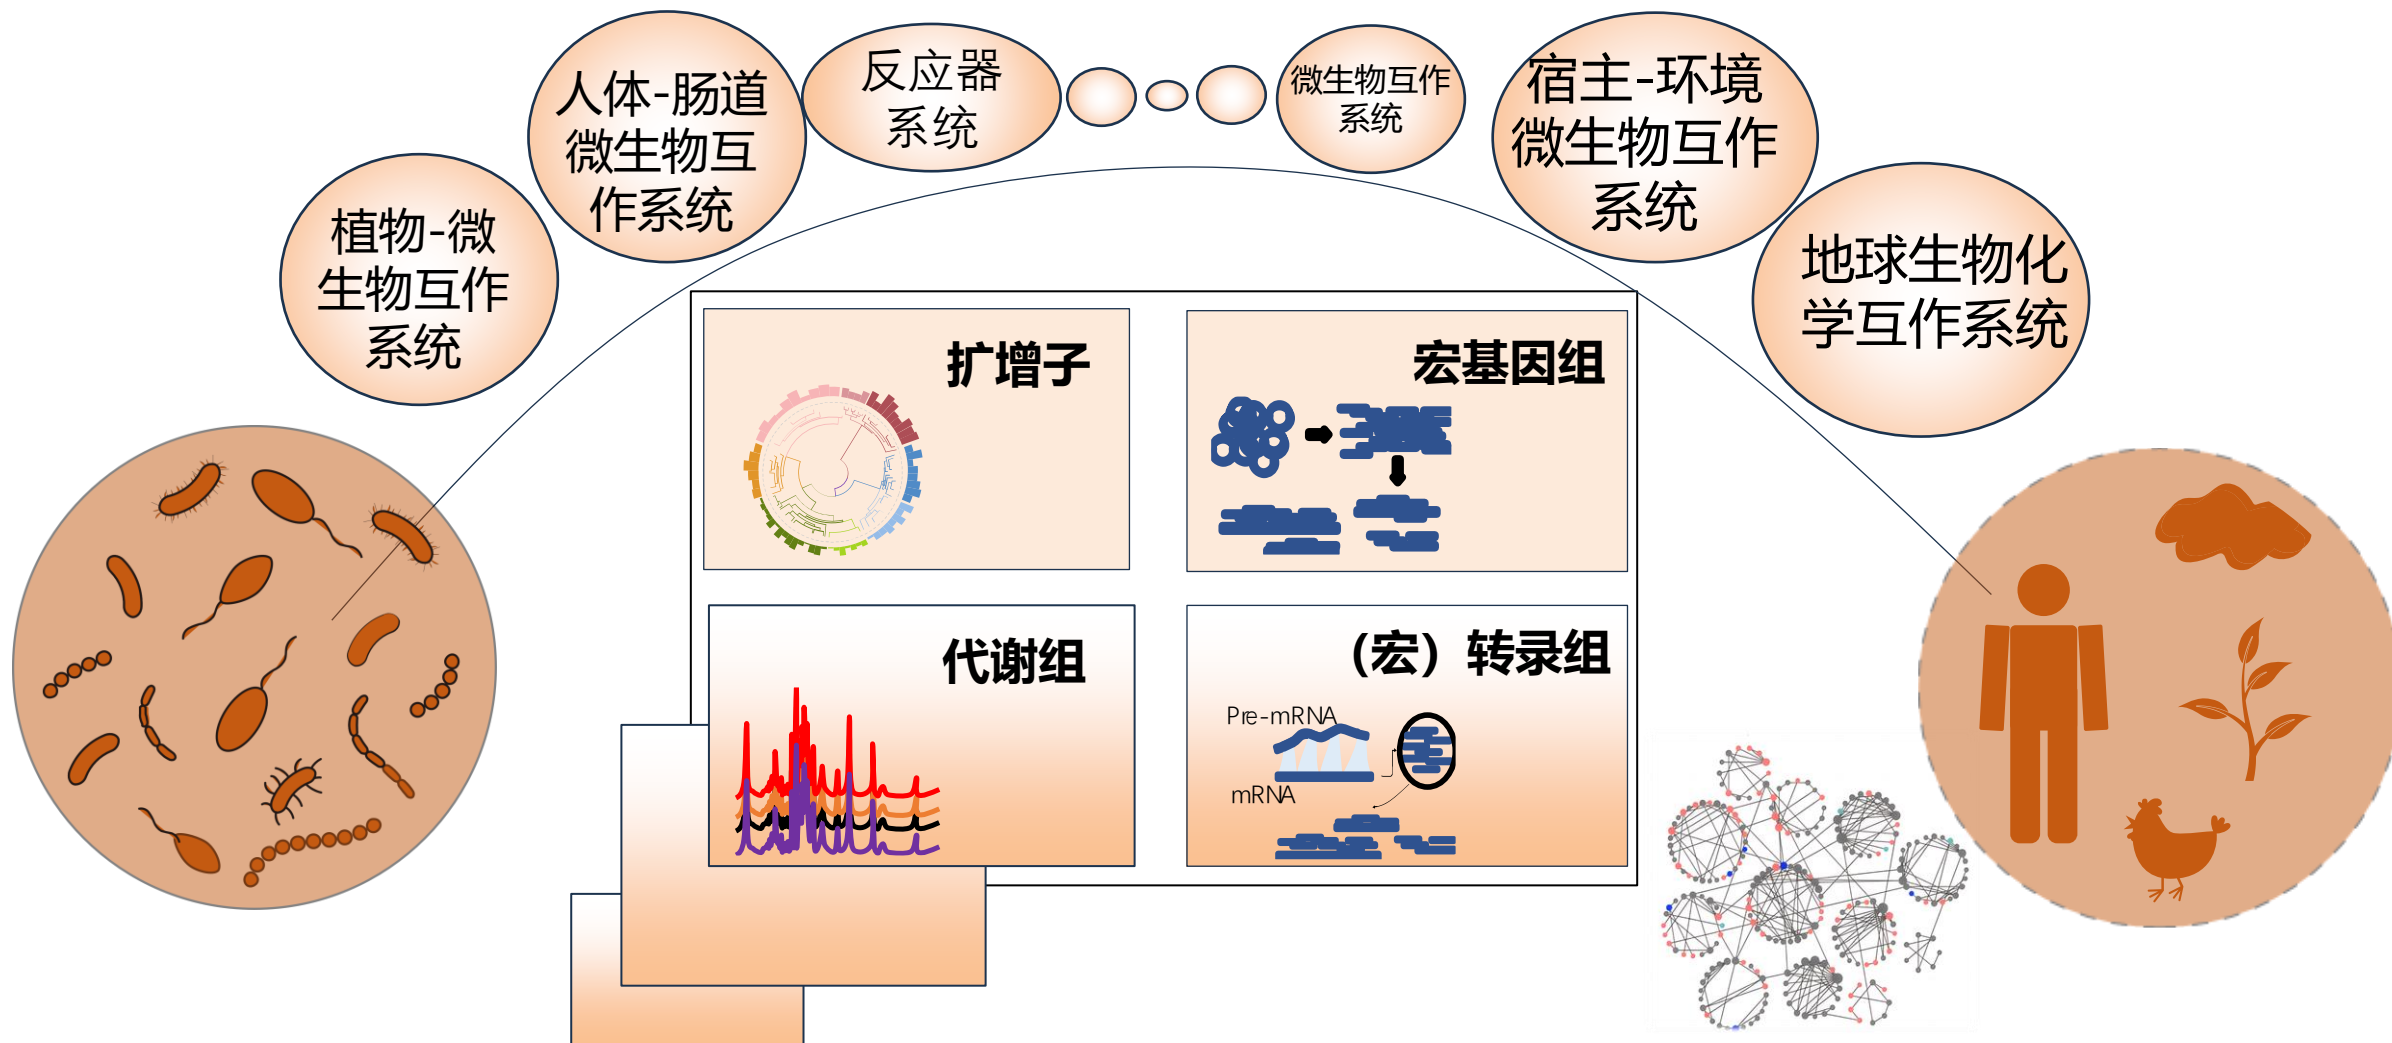 植物-微
生物互作
系统
人体-肠道
微生物互
作系统
反应器
系统
微生物互作
系统
宿主-环境
微生物互作
系统
地球生物化
学互作系统
扩增子
宏基因组
代谢组
（宏）转录组
Pre-mRNA
mRNA